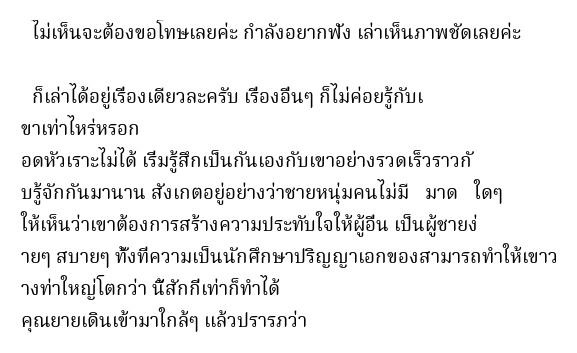 ไม่เห็นจะต้องขอโทษเลยค่ะ กำลังอยากฟัง เล่าเห็นภาพชัดเลยค่ะ
ก็เล่าได้อยู่เรื่องเดียวละครับ เรื่องอื่นๆ ก็ไม่ค่อยรู้กับเ
ขาเท่าไหร่หรอก
อดหัวเราะไม่ได้ เริ่มรู้สึกเป็นกันเองกับเขาอย่างรวดเร็วราวกั
บรู้จักกันมานาน สังเกตอยู่อย่างว่าชายหนุ่มคนไม่มี มาด ใดๆ
ให้เห็นว่าเขาต้องการสร้างความประทับใจให้ผู้อื่น เป็นผู้ชายง่
ายๆ สบายๆ ทั้งที่ความเป็นนักศึกษาปริญญาเอกของสามารถทำให้เขาว
างท่าใหญ่โตกว่า นี้สักกี่เท่าก็ทำได้
คุณยายเดินเข้ามาใกล้ๆ แล้วปรารภว่า